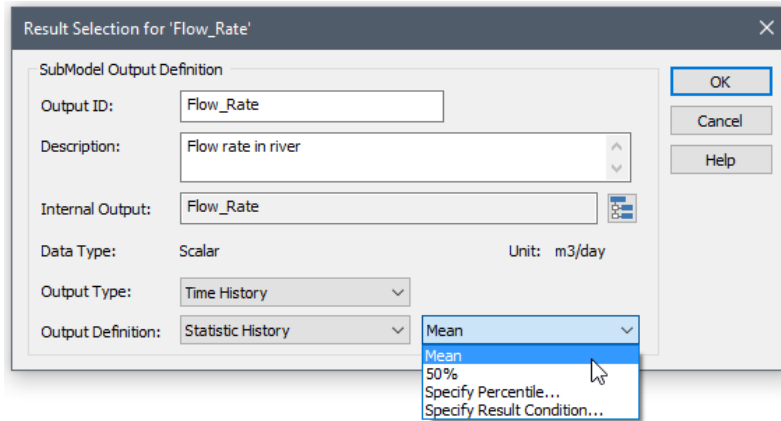 Result Selection for 'Flow_Rate'
SubModel Output Definition
Output ID: Flow_Rate
Description: Flow rate in river
Internal Output: Flow_Rate
Data Type: Scalar Unit: m3/day
Output Type: Time History
Output Definition: Statistic History Mean
Mean
50%
Specify Percentile...
Specify Result Condition...
OK
Cancel
Help